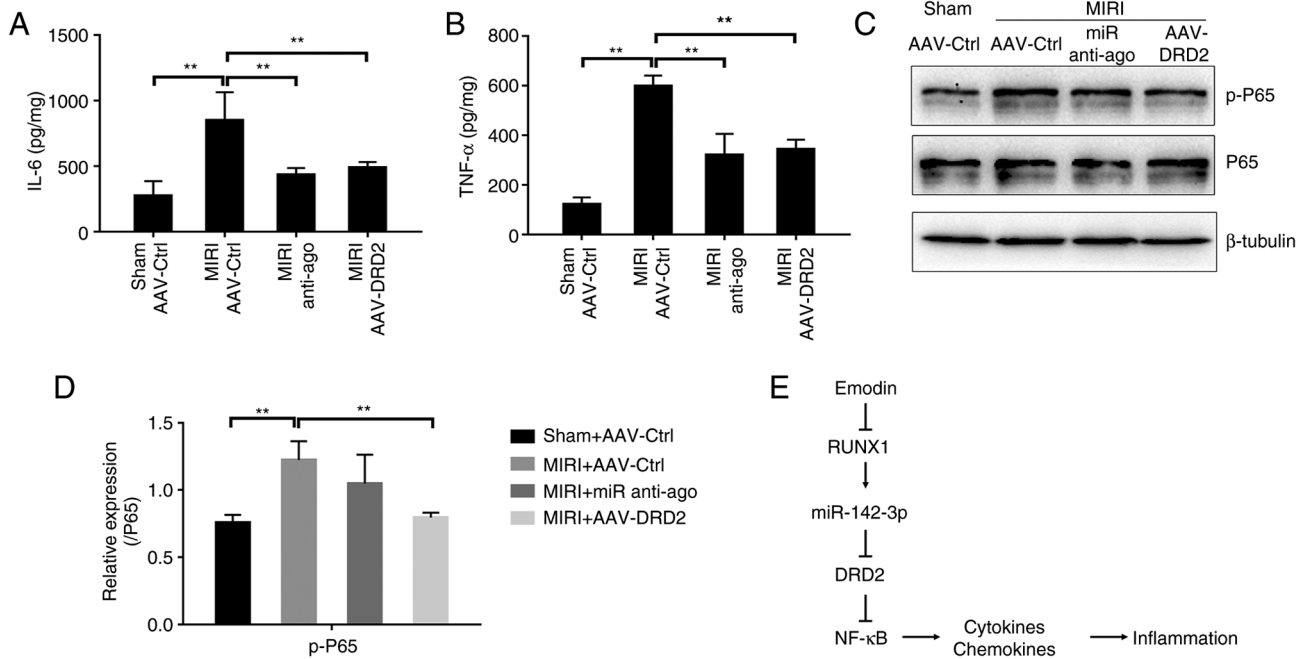 A
IL-6 (pg/mg)
1500
1000
500
0
**
**
**
Sham
AAV-Ctrl
MIRI
AAV-Ctrl
MIRI
anti-ago
MIRI
AAV-DRD2
B
TNF-α (pg/mg)
800
600
400
200
0
**
**
**
Sham
AAV-Ctrl
MIRI
AAV-Ctrl
MIRI
anti-ago
MIRI
AAV-DRD2
C
Sham
MIRI
AAV-Ctrl
AAV-Ctrl
miR
anti-ago
AAV-
DRD2
p-P65
P65
β-tubulin
D
Relative expression
(/P65)
1.5
1.0
0.5
0.0
**
**
p-P65
Sham+AAV-Ctrl
MIRI+AAV-Ctrl
MIRI+miR anti-ago
MIRI+AAV-DRD2
E
Emodin
RUNX1
miR-142-3p
DRD2
NF-κB
Cytokines
Chemokines
Inflammation